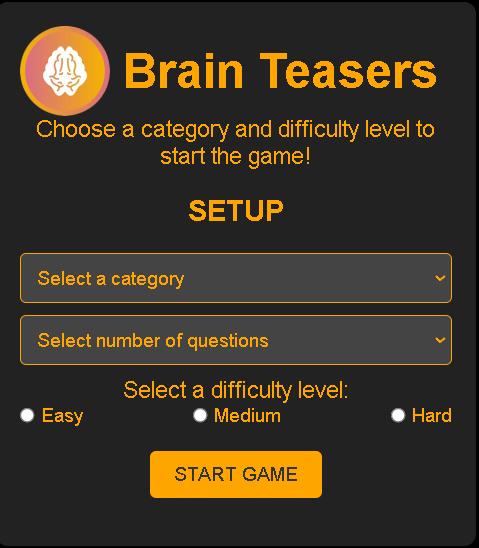 Brain Teasers
Choose a category and difficulty level to
start the game!
SETUP
Select a category
Select number of questions
Select a difficulty level:
Easy Medium Hard
START GAME